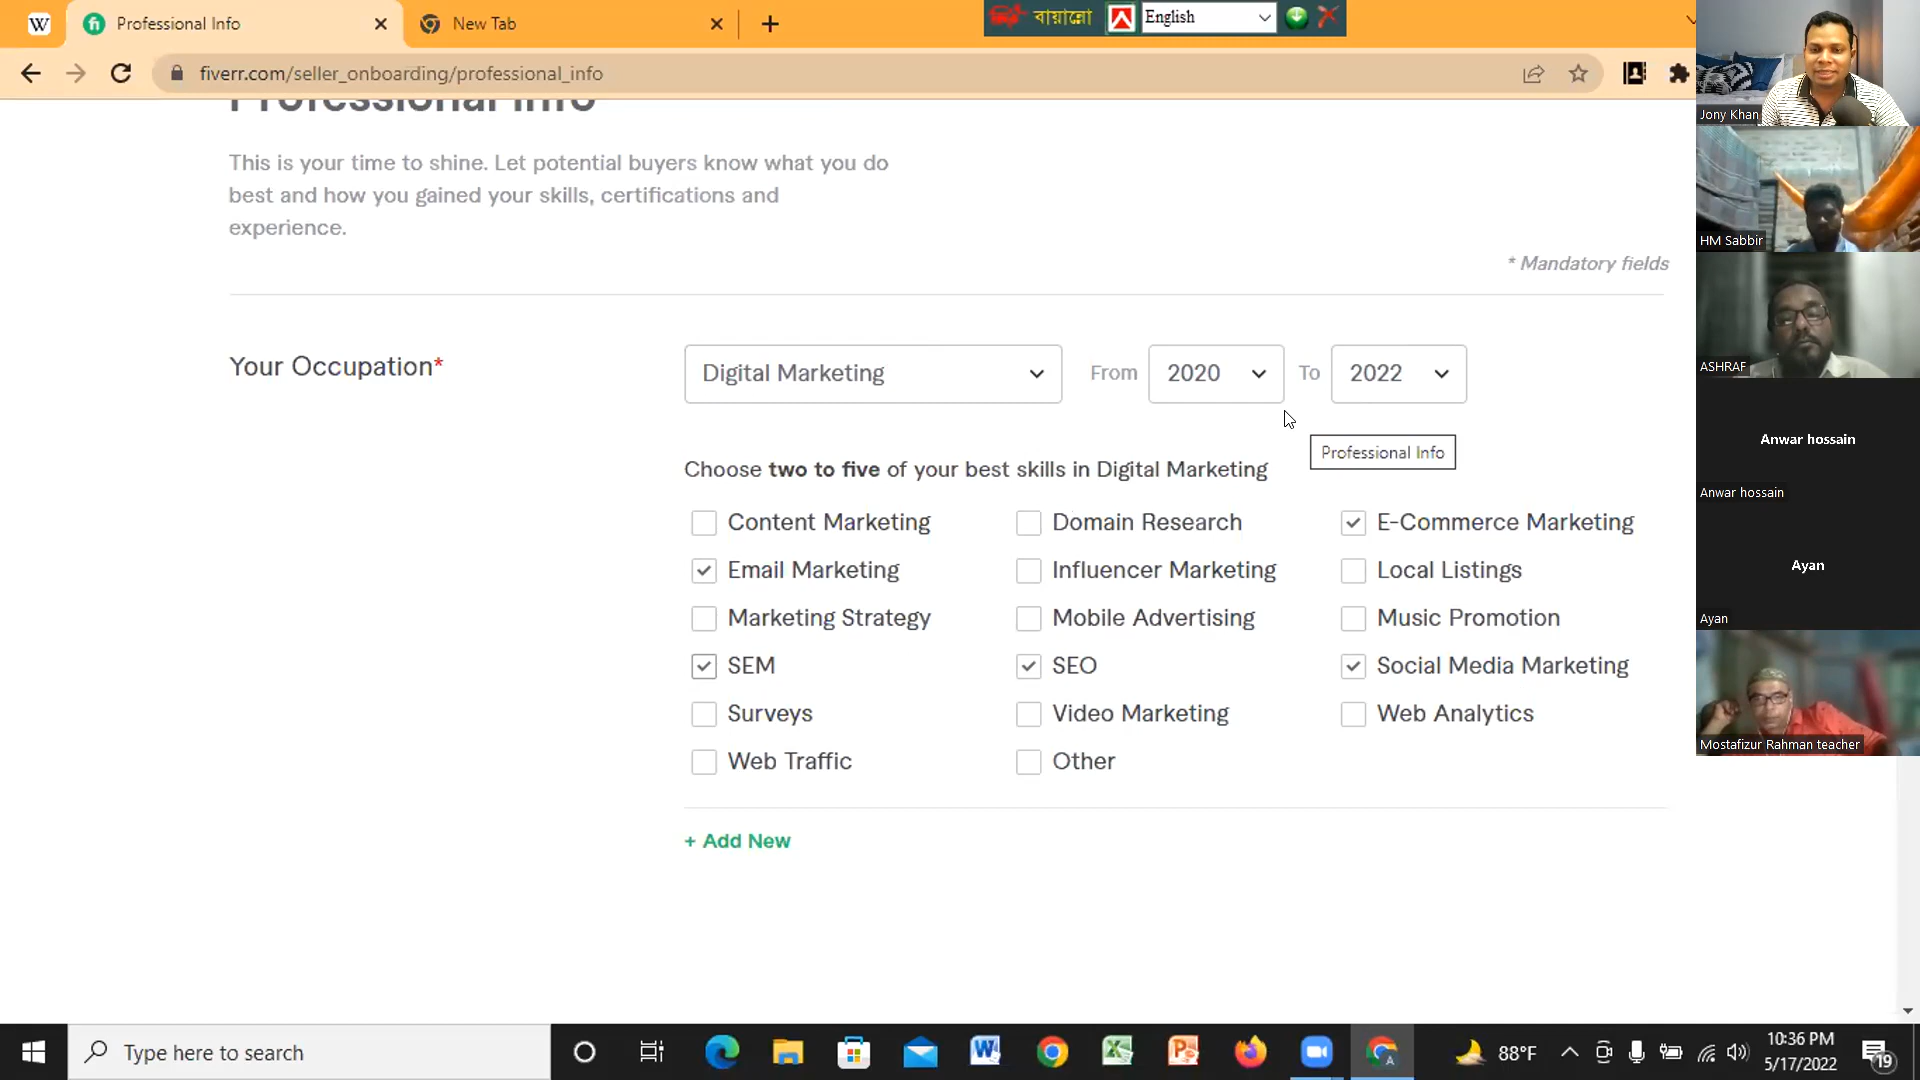 Professional Info
New Tab
বায়ান্নো
English
fiverr.com/seller_onboarding/professional_info
Professional Info
This is your time to shine. Let potential buyers know what you do
best and how you gained your skills, certifications and
experience.
* Mandatory fields
Your Occupation*
Digital Marketing
From
2020
To
2022
Professional Info
Choose two to five of your best skills in Digital Marketing
Content Marketing
Domain Research
E-Commerce Marketing
Email Marketing
Influencer Marketing
Local Listings
Marketing Strategy
Mobile Advertising
Music Promotion
SEM
SEO
Social Media Marketing
Surveys
Video Marketing
Web Analytics
Web Traffic
Other
+ Add New
Jony Khan
HM Sabbir
ASHRAF
Anwar hossain
Anwar hossain
Ayan
Ayan
Mostafizur Rahman teacher
Type here to search
88°F
10:36 PM
5/17/2022
19